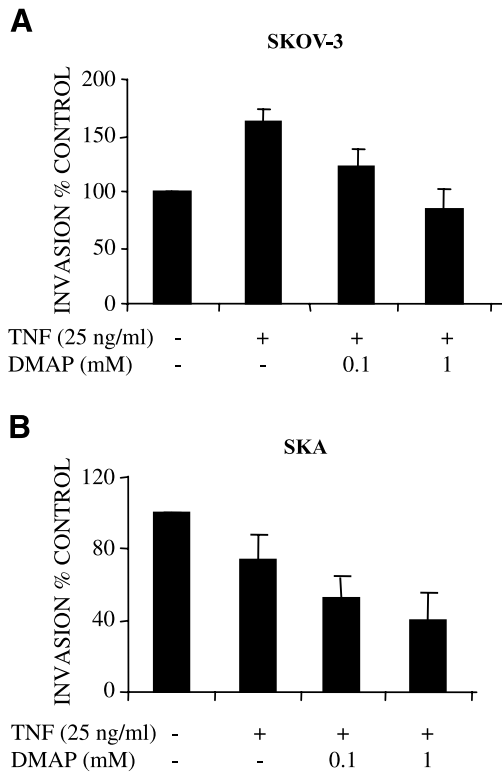 A
SKOV-3
INVASION % CONTROL
200
150
100
50
0
TNF (25 ng/ml) - + + +
DMAP (mM) - - 0.1 1
B
SKA
INVASION % CONTROL
120
80
40
0
TNF (25 ng/ml) - + + +
DMAP (mM) - - 0.1 1